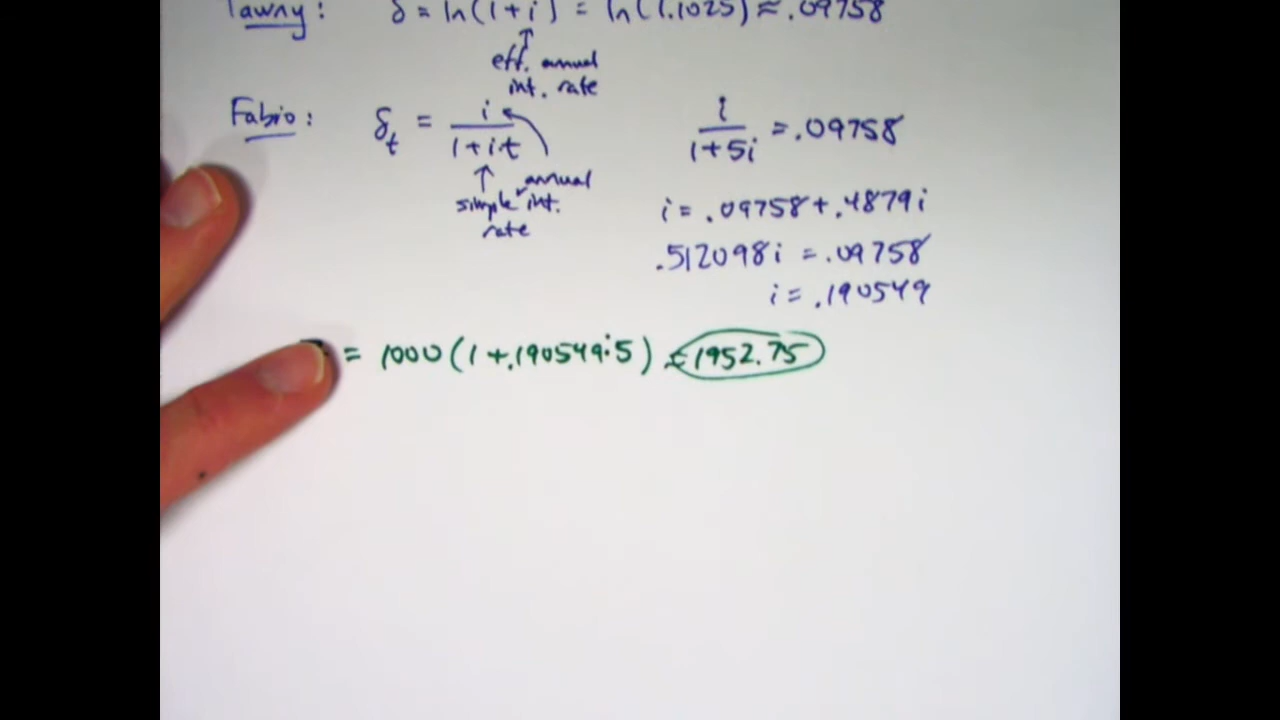 Tawny: δ = ln(1+i) = ln(1.1025) ≈ .09758
↑
eff. annual
int. rate
Fabio: δt = i/(1+it)
↑
simple annual int.
rate
i/(1+5i) = .09758
i = .09758+.4879i
.512098i = .09758
i = .190549
= 1000(1+.190549·5) = 1952.75